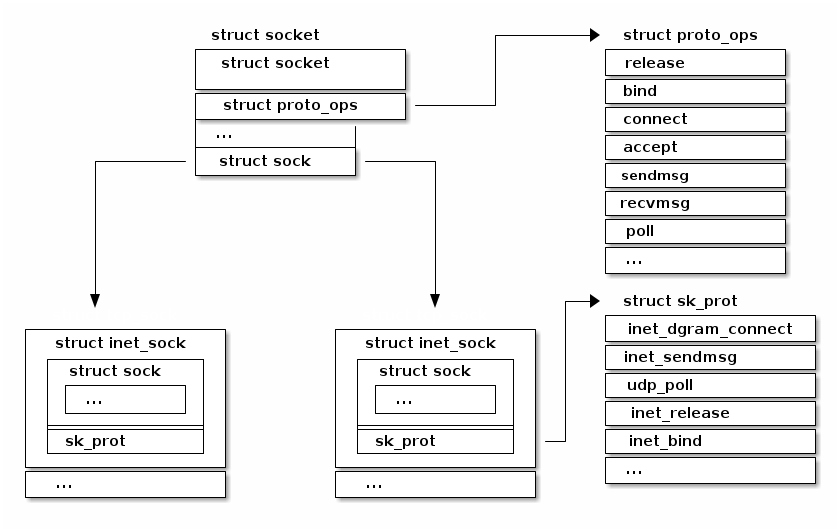 struct socket
struct socket
struct proto_ops
...
struct sock
struct proto_ops
release
bind
connect
accept
sendmsg
recvmsg
poll
...
struct inet_sock
struct sock
...
sk_prot
...
struct inet_sock
struct sock
...
sk_prot
...
struct sk_prot
inet_dgram_connect
inet_sendmsg
udp_poll
inet_release
inet_bind
...